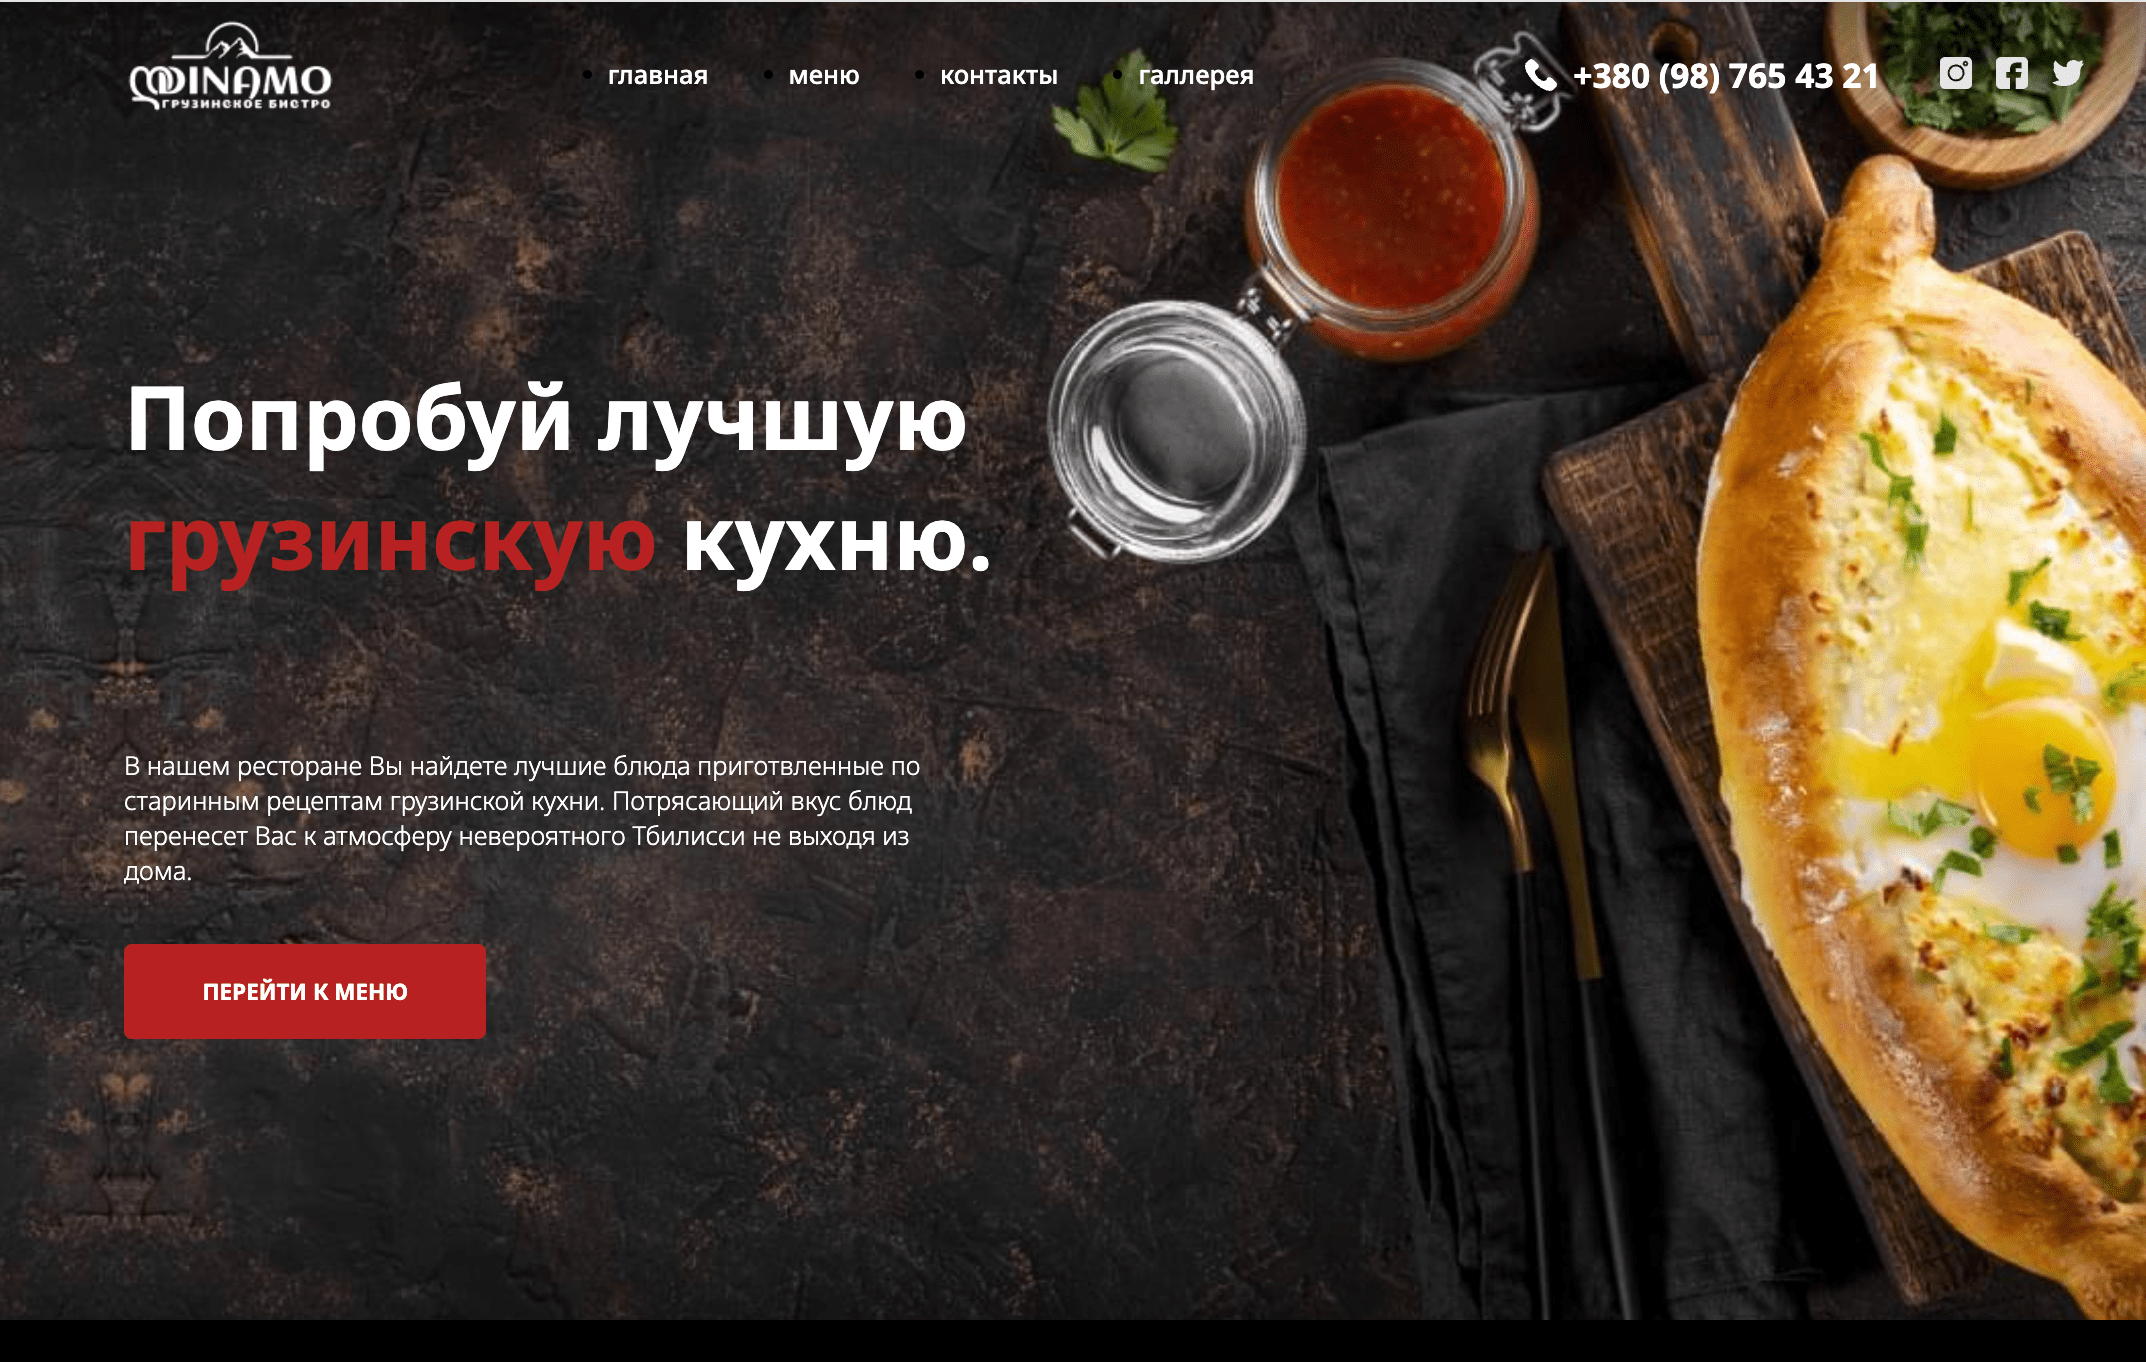 DINAMO
ГРУЗИНСКОЕ БИСТРО
главная меню контакты галлерея
+380 (98) 765 43 21
Попробуй лучшую
грузинскую кухню.
В нашем ресторане Вы найдете лучшие блюда приготвленные по
старинным рецептам грузинской кухни. Потрясающий вкус блюд
перенесет Вас к атмосферу невероятного Тбилисси не выходя из
дома.
ПЕРЕЙТИ К МЕНЮ